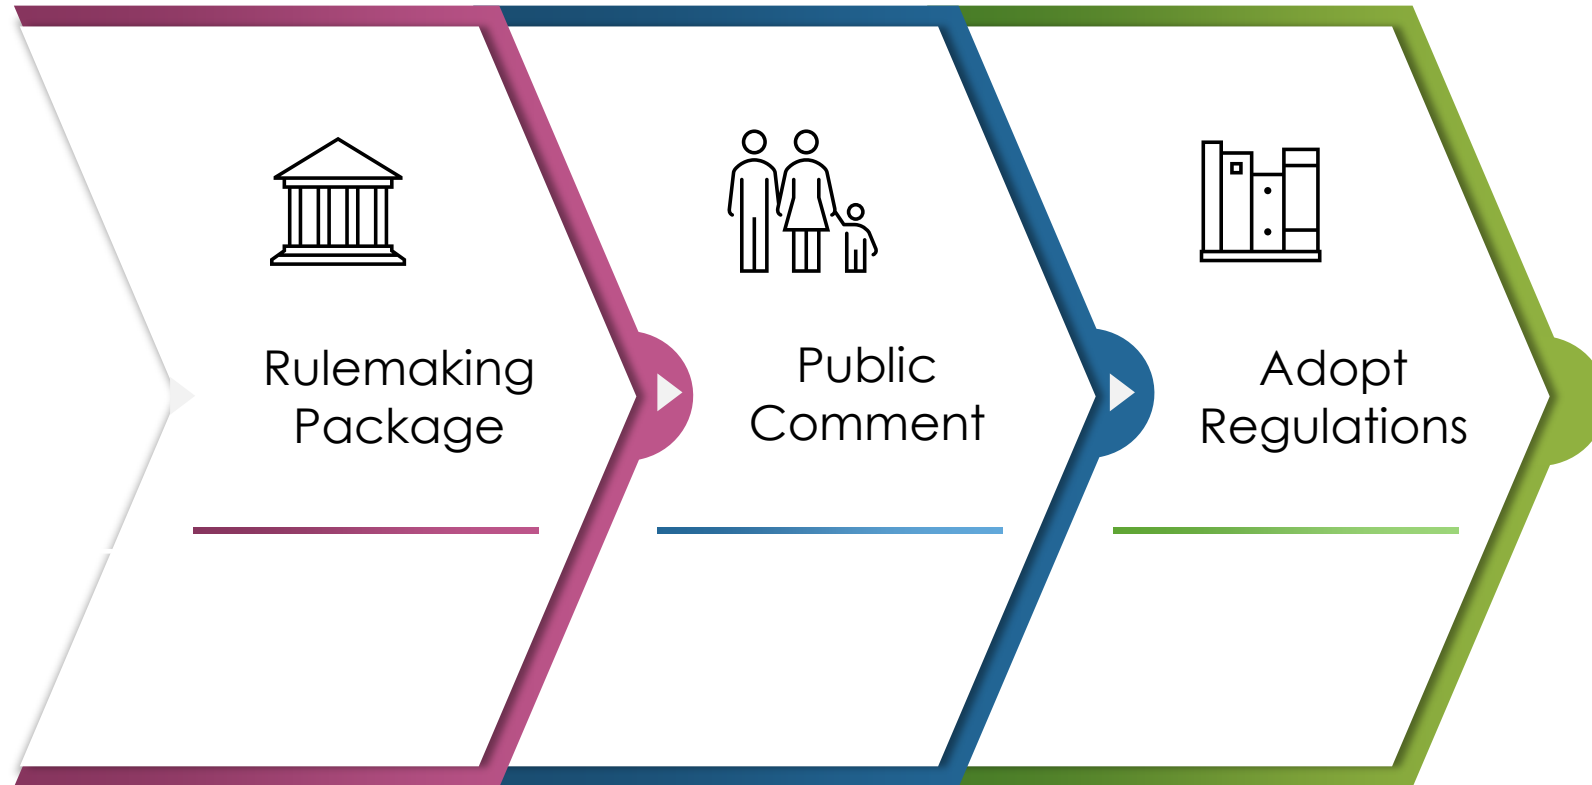 Rulemaking
Package
Public
Comment
Adopt
Regulations